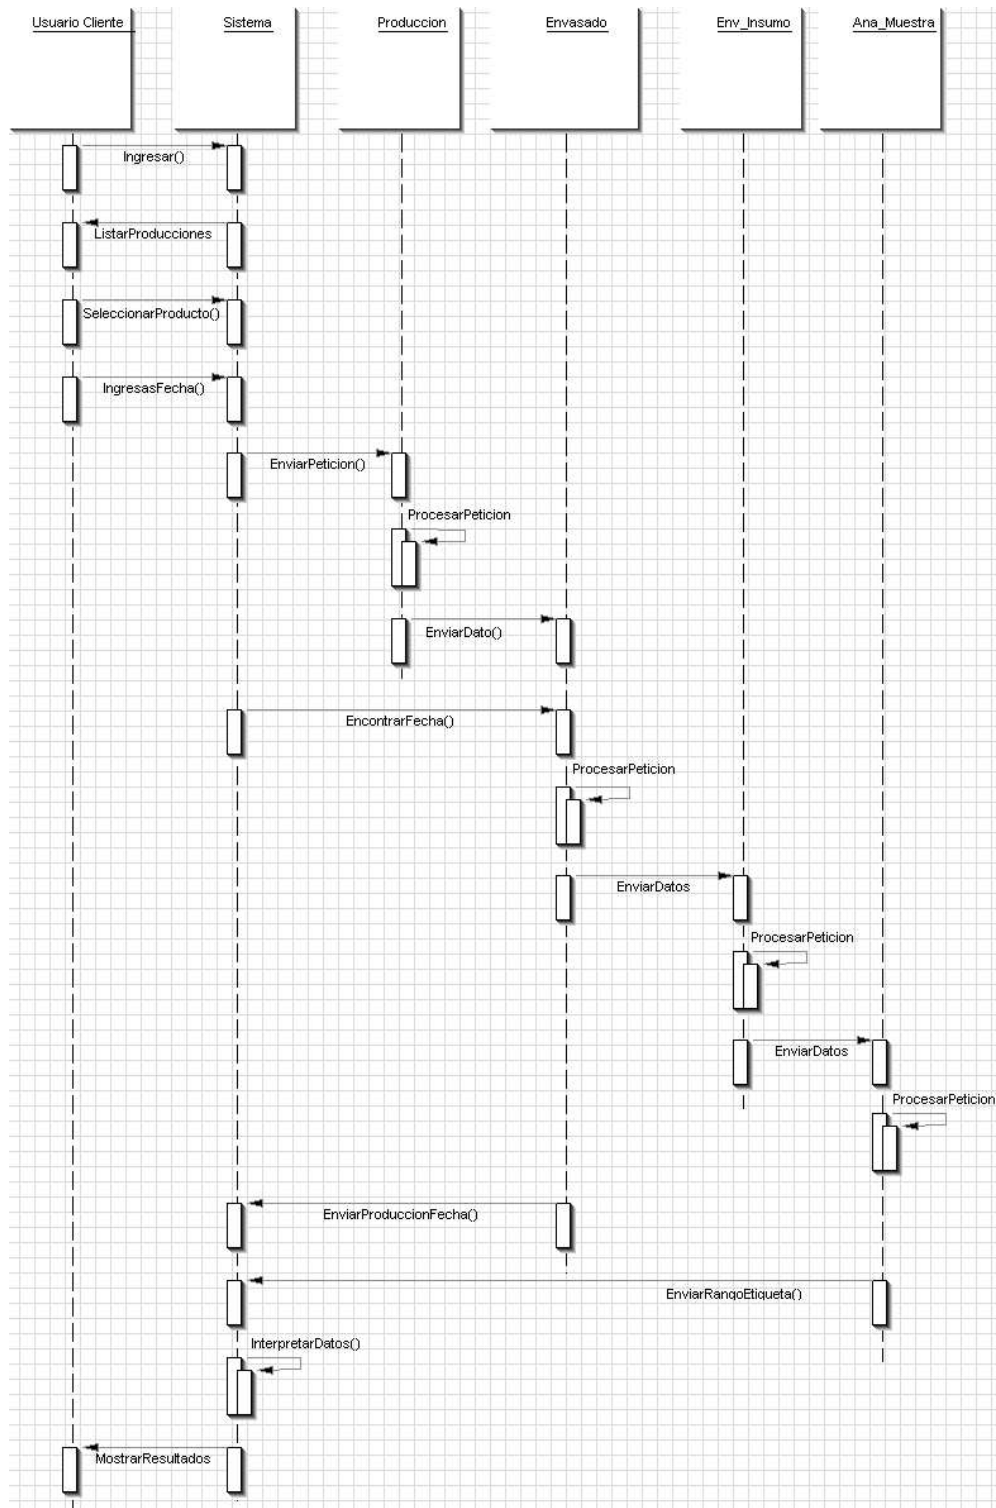 Usuario Cliente
Sistema
Produccion
Envasado
Env_Insumo
Ana_Muestra
Ingresar()
ListarProducciones
SeleccionarProducto()
IngresasFecha()
EnviarPeticion()
ProcesarPeticion
EnviarDato()
EncontrarFecha()
ProcesarPeticion
EnviarDatos
ProcesarPeticion
EnviarDatos
ProcesarPeticion
EnviarProduccionFecha()
EnviarRangoEtiqueta()
InterpretarDatos()
MostrarResultados